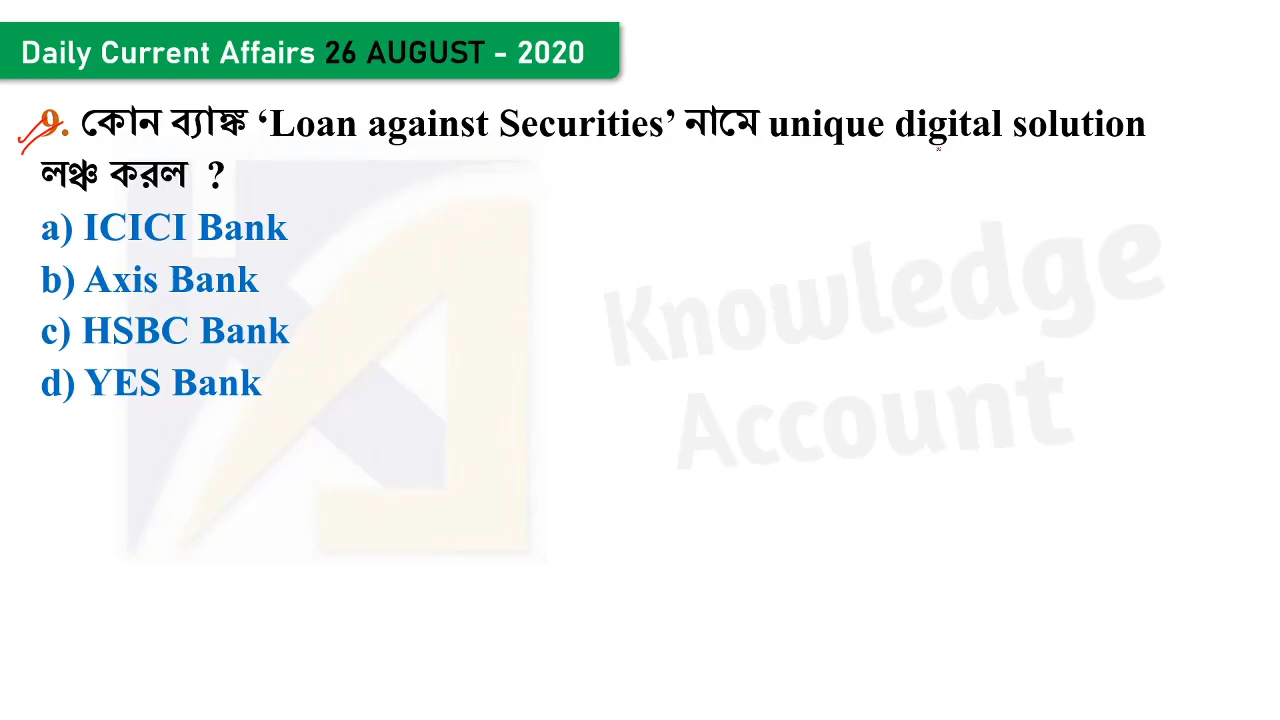 Daily Current Affairs 26 AUGUST - 2020
9. কোন ব্যাঙ্ক ‘Loan against Securities’ নামে unique digital solution
লঞ্চ করল ?
a) ICICI Bank
b) Axis Bank
c) HSBC Bank
d) YES Bank
Knowledge
Account